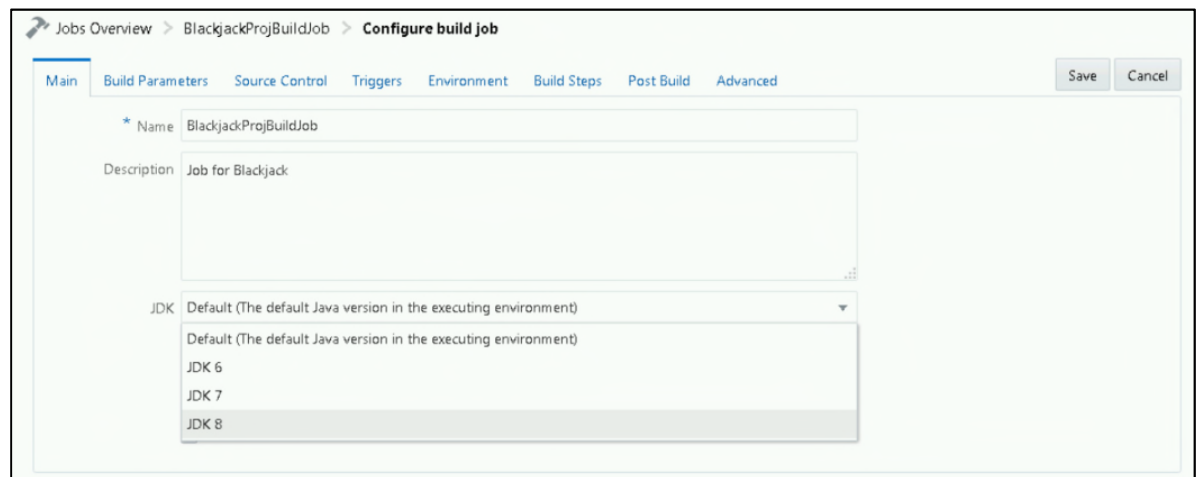 Jobs Overview > BlackjackProjBuildJob > Configure build job
Main Build Parameters Source Control Triggers Environment Build Steps Post Build Advanced Save Cancel
* Name BlackjackProjBuildJob
Description Job for Blackjack
JDK Default (The default Java version in the executing environment)
Default (The default Java version in the executing environment)
JDK 6
JDK 7
JDK 8